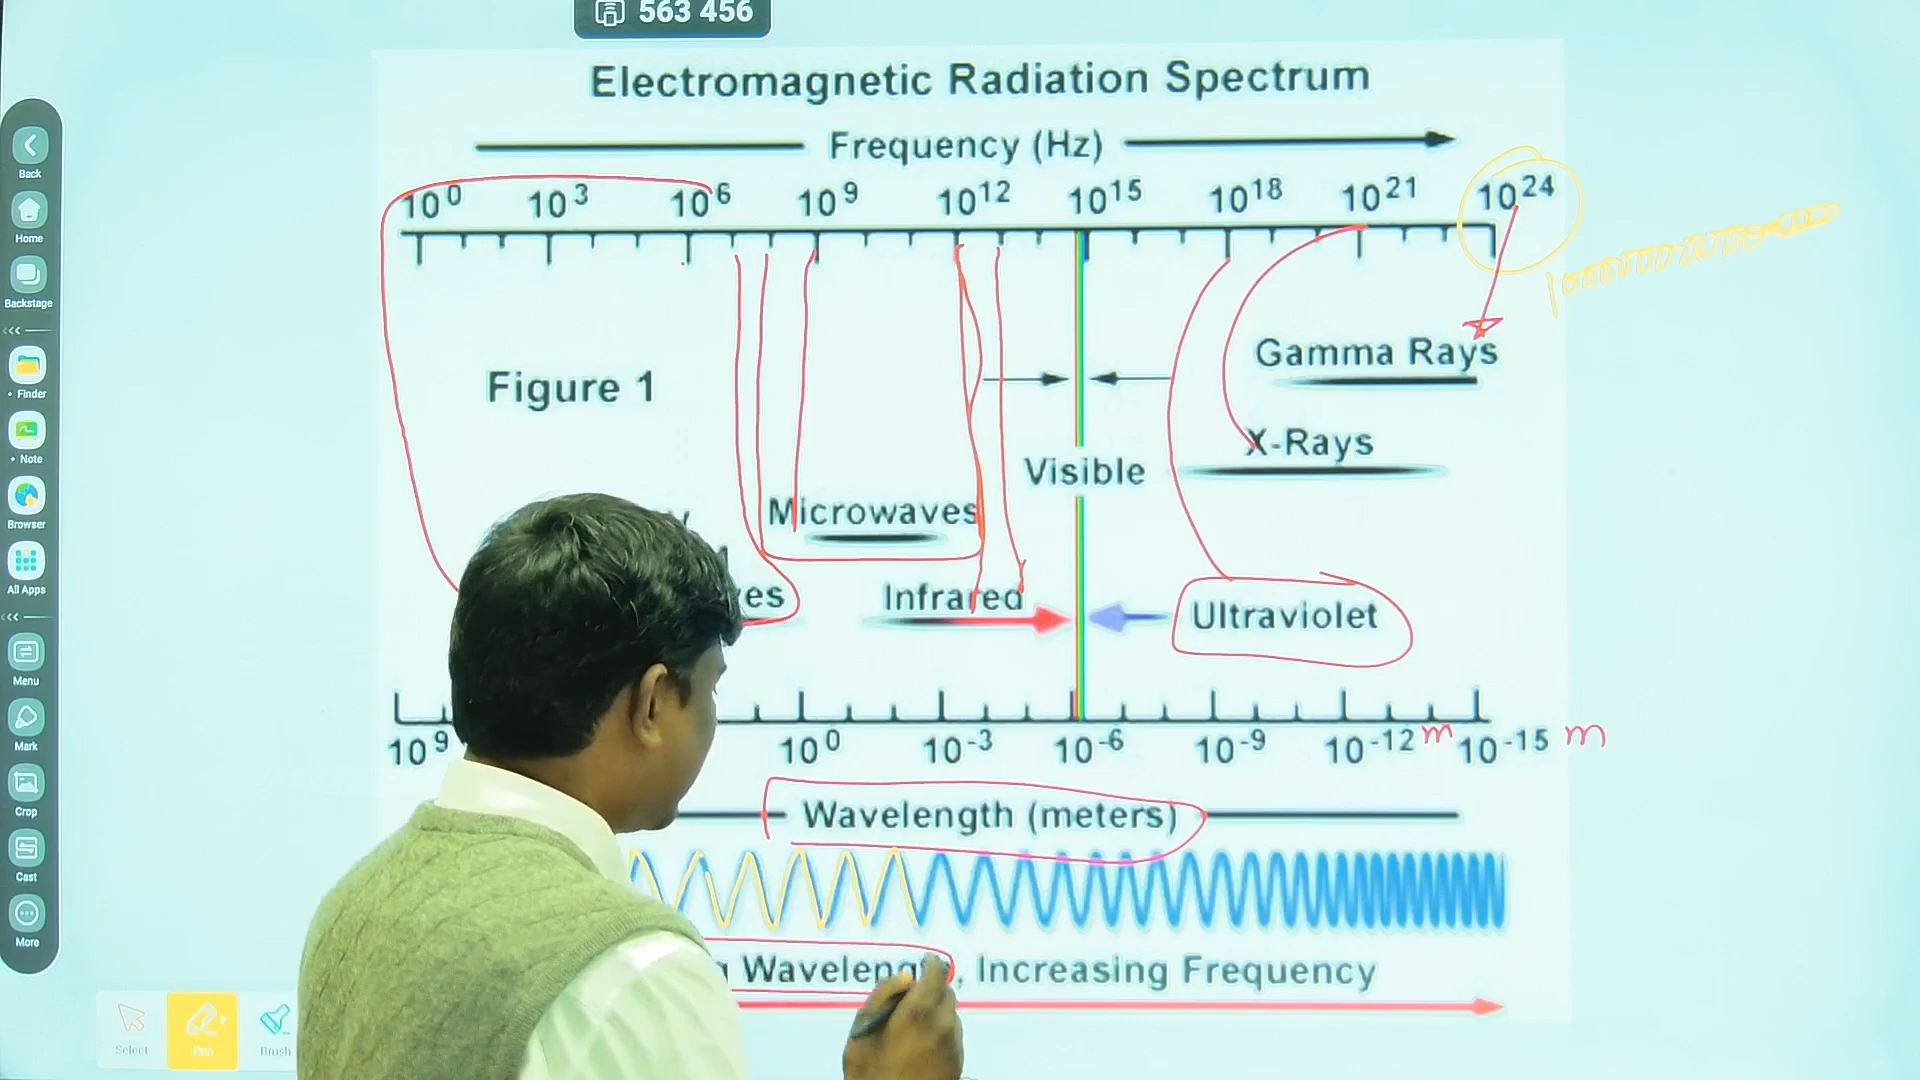 563 456
Electromagnetic Radiation Spectrum
Frequency (Hz)
10⁰ 10³ 10⁶ 10⁹ 10¹² 10¹⁵ 10¹⁸ 10²¹ 10²⁴
Back
Home
Backstage
Finder
Note
Browser
All Apps
Menu
Mark
Crop
Cast
More
Gamma Rays
Figure 1
X-Rays
Visible
Microwaves
Infrared
Ultraviolet
10⁹ 10⁰ 10⁻³ 10⁻⁶ 10⁻⁹ 10⁻¹² m 10⁻¹⁵ m
Wavelength (meters)
Wavelength, Increasing Frequency
Select Pen Brush